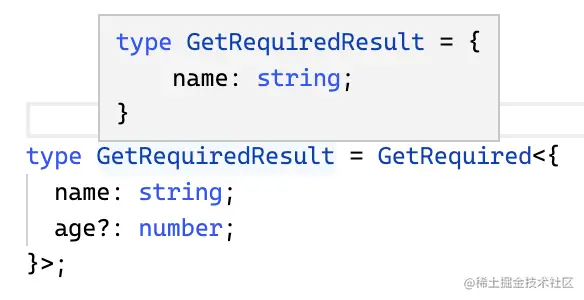 type GetRequiredResult = {
    name: string;
}
type GetRequiredResult = GetRequired<{
  name: string;
  age?: number;
}>;
@稀土掘金技术社区